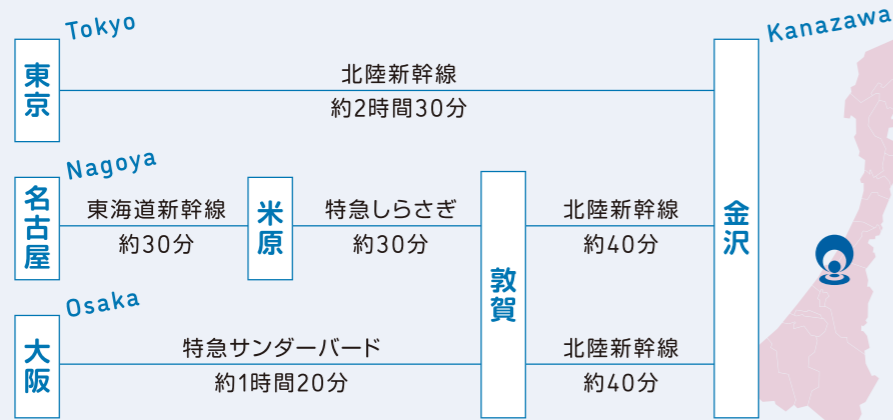 Tokyo
東京
北陸新幹線
約2時間30分
Kanazawa
金沢
Nagoya
名古屋
東海道新幹線
約30分
米原
特急しらさぎ
約30分
敦賀
北陸新幹線
約40分
Osaka
大阪
特急サンダーバード
約1時間20分
北陸新幹線
約40分